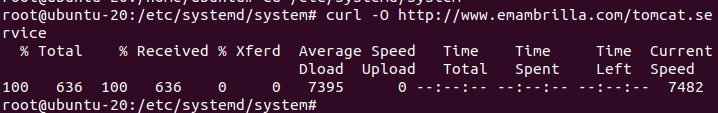 root@ubuntu-20:/etc/systemd/system# curl -O http://www.emambrilla.com/tomcat.se
rvice
% Total % Received % Xferd Average Speed Time Time Time Current
Dload Upload Total Spent Left Speed
100 636 100 636 0 0 7395 0 --:--:-- --:--:-- --:--:-- 7482
root@ubuntu-20:/etc/systemd/system#